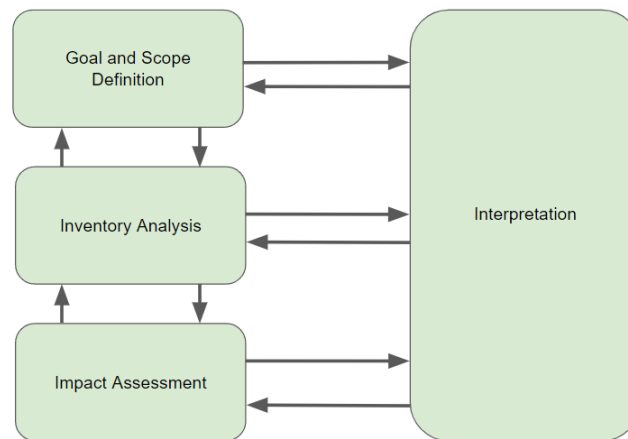 Goal and Scope
Definition
Inventory Analysis
Interpretation
Impact Assessment